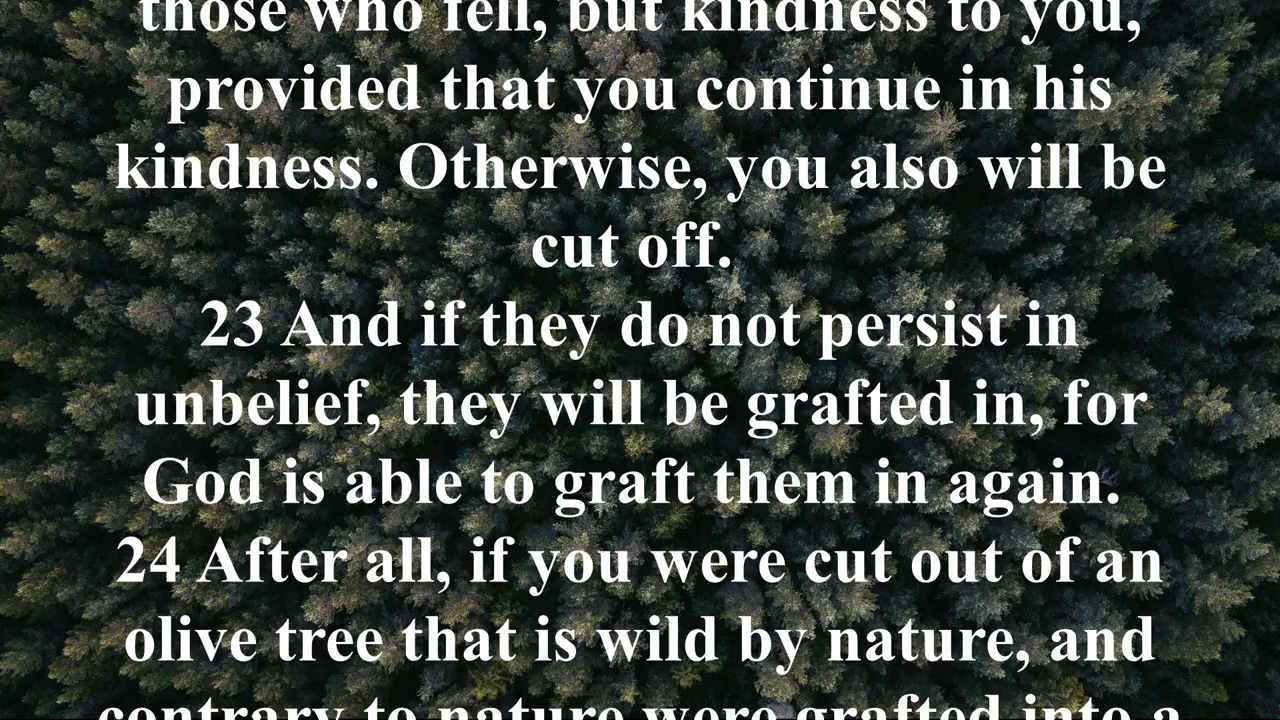 those who fell, but kindness to you,
provided that you continue in his
kindness. Otherwise, you also will be
cut off.
23 And if they do not persist in
unbelief, they will be grafted in, for
God is able to graft them in again.
24 After all, if you were cut out of an
olive tree that is wild by nature, and
contrary to nature were grafted into a